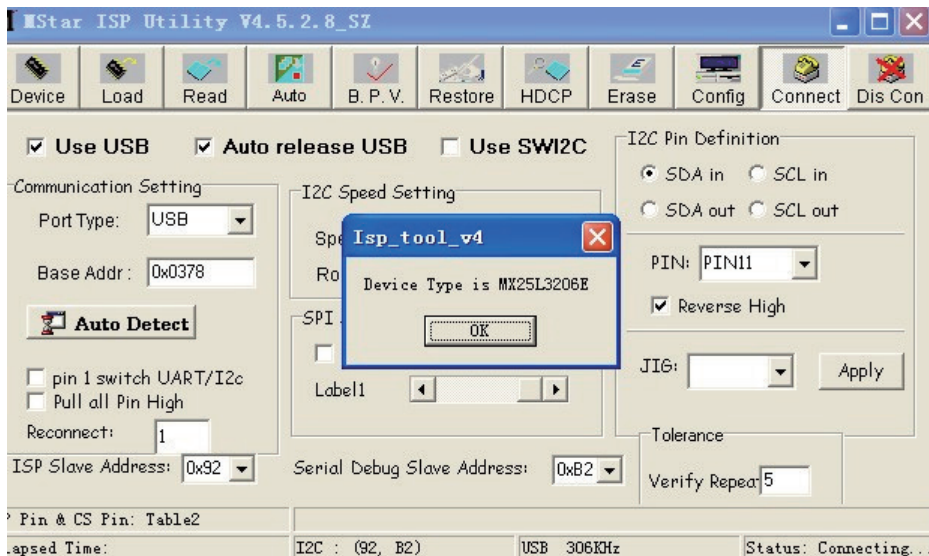 MStar ISP Utility V4.5.2.8_SZ
Device Load Read Auto B.P.V. Restore HDCP Erase Config Connect Dis Con
Use USB Auto release USB Use SWI2C
I2C Pin Definition
SDA in SCL in
SDA out SCL out
PIN: PIN11
Reverse High
JIG: Apply
Communication Setting
Port Type: USB
Base Addr: 0x0378
Auto Detect
pin 1 switch UART/I2c
Pull all Pin High
Reconnect: 1
I2C Speed Setting
Isp_tool_v4
Device Type is MX25L3206E
OK
SPI
Label1
Tolerance
Verify Repea 5
ISP Slave Address: 0x92
Serial Debug Slave Address: 0xB2
Pin & CS Pin: Table2
lapsed Time:
I2C : (92, B2)
USB 306KHz
Status: Connecting..